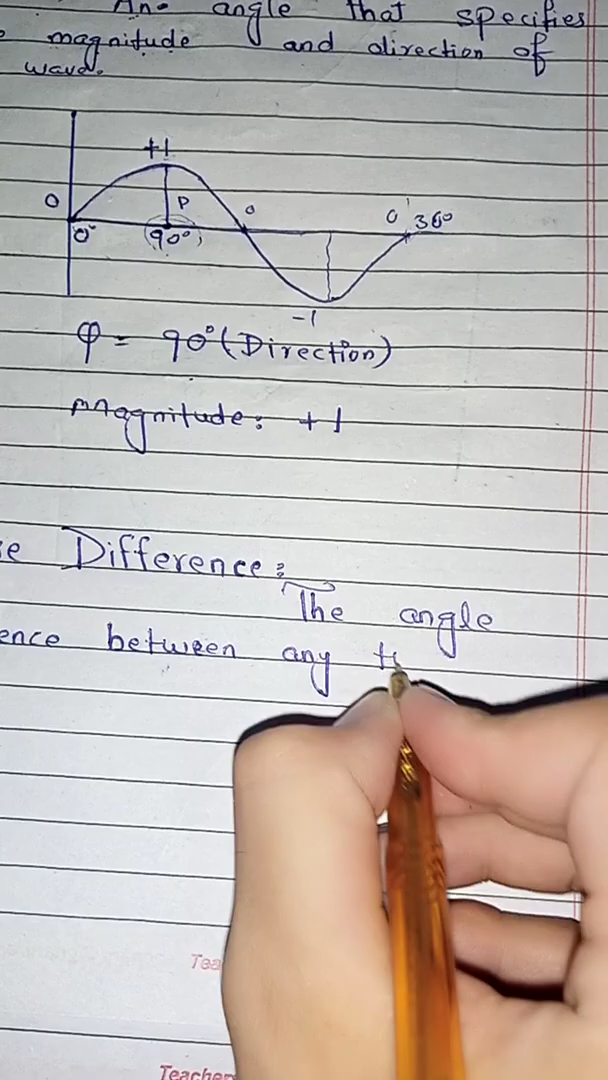 An angle that specifies
magnitude and direction of
wave.
+1
0 P 0 0 360°
0° 90°
-1
φ = 90° (Direction)
Magnitude: +1
Difference:
The angle
between any
Teacher